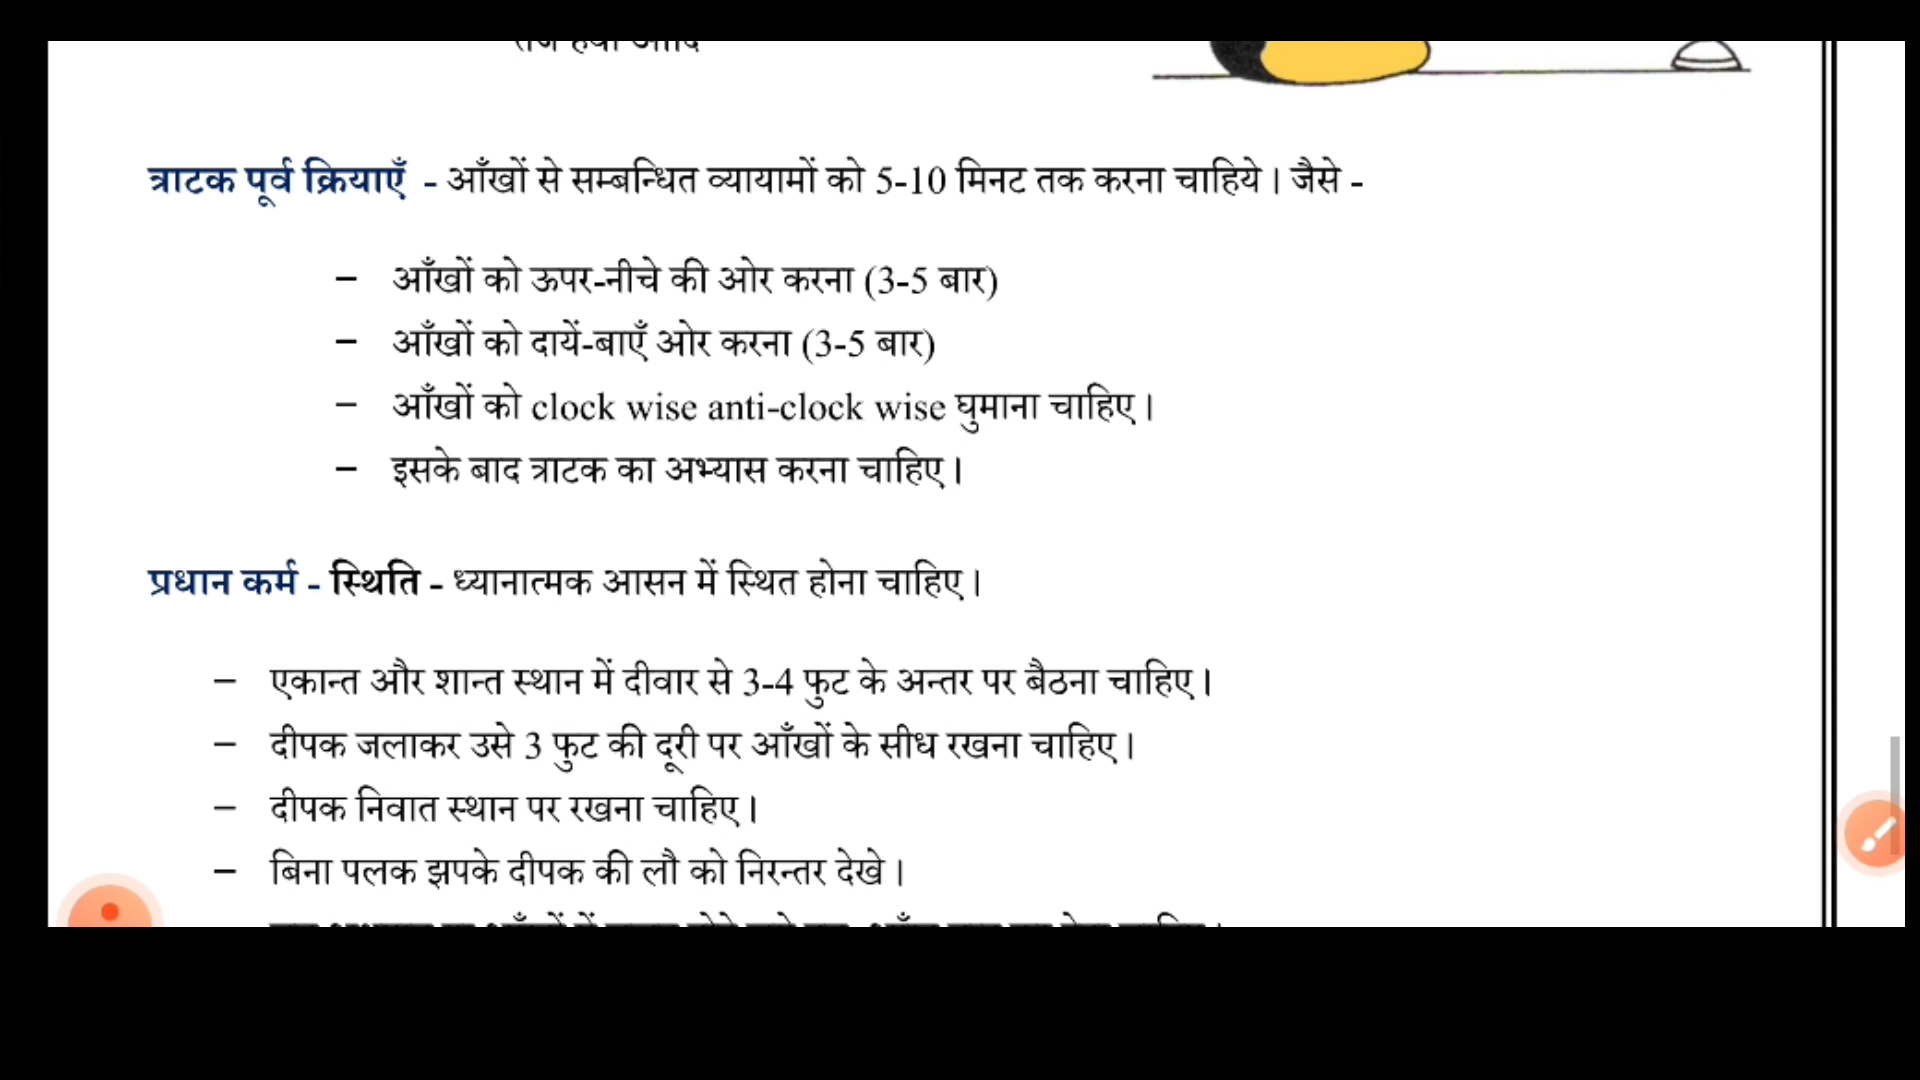 त्राटक पूर्व क्रियाएँ - आँखों से सम्बन्धित व्यायामों को 5-10 मिनट तक करना चाहिये। जैसे -
– आँखों को ऊपर-नीचे की ओर करना (3-5 बार)
– आँखों को दायें-बाएँ ओर करना (3-5 बार)
– आँखों को clock wise anti-clock wise घुमाना चाहिए।
– इसके बाद त्राटक का अभ्यास करना चाहिए।
प्रधान कर्म - स्थिति - ध्यानात्मक आसन में स्थित होना चाहिए।
– एकान्त और शान्त स्थान में दीवार से 3-4 फुट के अन्तर पर बैठना चाहिए।
– दीपक जलाकर उसे 3 फुट की दूरी पर आँखों के सीध रखना चाहिए।
– दीपक निवात स्थान पर रखना चाहिए।
– बिना पलक झपके दीपक की लौ को निरन्तर देखे।